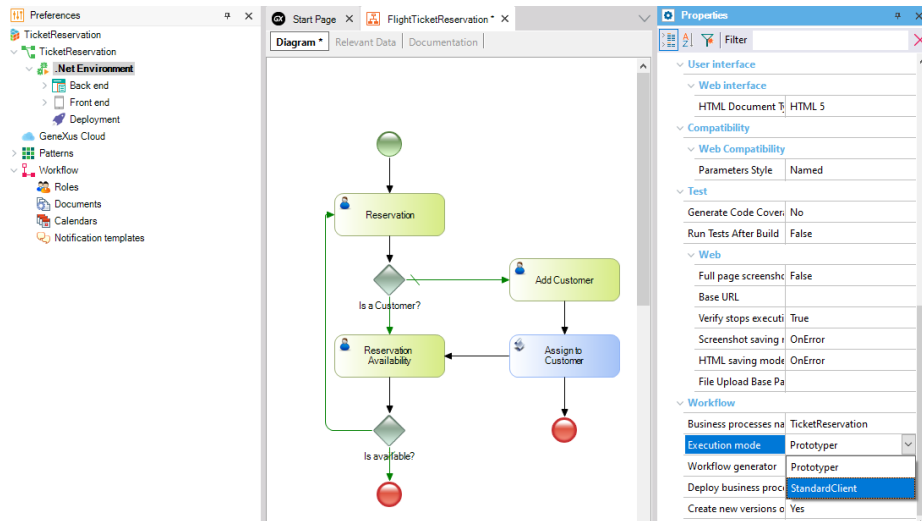 Preferences
TicketReservation
TicketReservation
.Net Environment
Back end
Front end
Deployment
GeneXus Cloud
Patterns
Workflow
Roles
Documents
Calendars
Notification templates
Start Page
FlightTicketReservation *
Diagram * Relevant Data Documentation
Reservation
Is a Customer?
Add Customer
Reservation
Availability
Assign to
Customer
Is available?
Properties
Filter
User interface
Web interface
HTML Document Ty HTML 5
Compatibility
Web Compatibility
Parameters Style Named
Test
Generate Code Covera No
Run Tests After Build False
Web
Full page screensho False
Base URL
Verify stops executi True
Screenshot saving m OnError
HTML saving mode OnError
File Upload Base Pa
Workflow
Business processes na TicketReservation
Execution mode Prototyper
Workflow generator Prototyper
Deploy business proce StandardClient
Create new versions o Yes